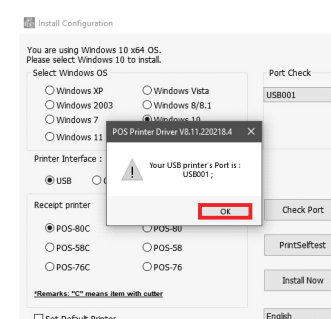 Install Configuration
You are using Windows 10 x64 OS.
Please select Windows 10 to install.
Select Windows OS
Port Check
Windows XP
Windows Vista
USB001
Windows 2003
Windows 8/8.1
Windows 7
Windows 10
Windows 11
POS Printer Driver V8.11.220218.4
Your USB printer's Port is :
USB001 ;
OK
Printer Interface :
USB
Receipt printer
Check Port
POS-80C
POS-80
POS-58C
POS-58
PrintSelftest
POS-76C
POS-76
Install Now
*Remarks: "C" means item with cutter
Set Default Printer
English